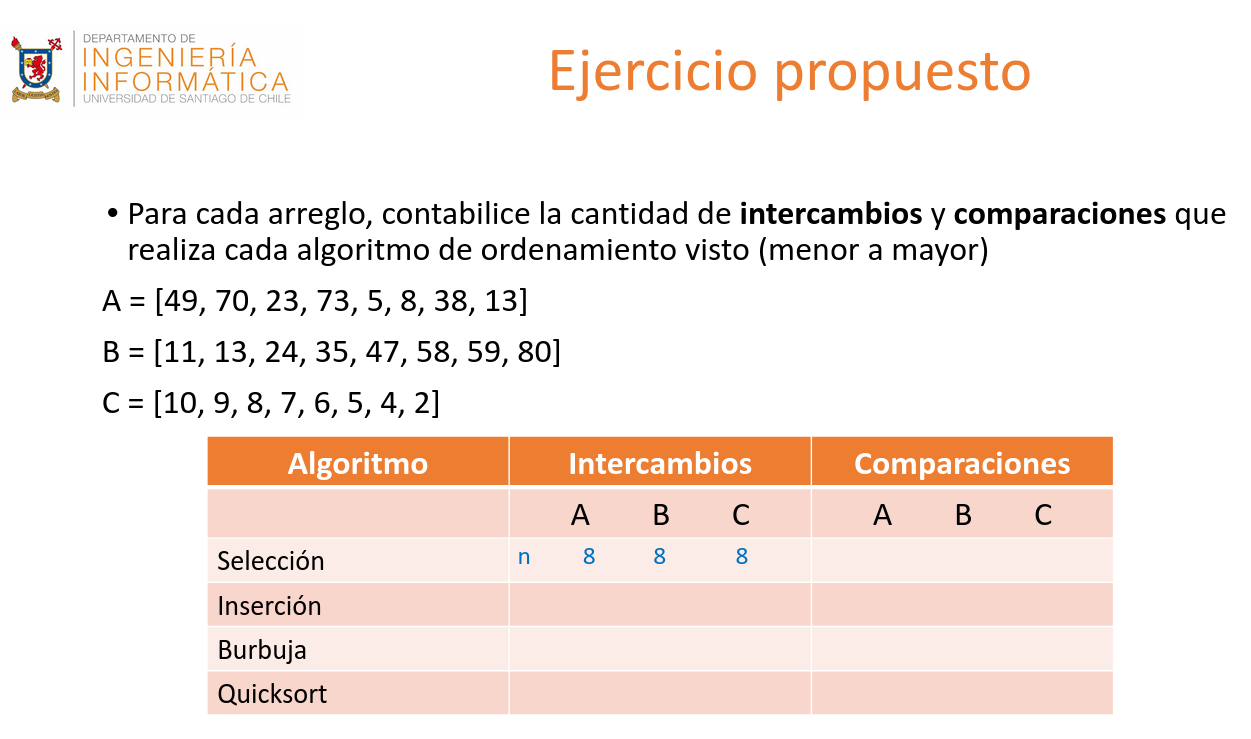 DEPARTAMENTO DE
INGENIERÍA
INFORMÁTICA
UNIVERSIDAD DE SANTIAGO DE CHILE
Ejercicio propuesto
• Para cada arreglo, contabilice la cantidad de intercambios y comparaciones que
realiza cada algoritmo de ordenamiento visto (menor a mayor)
A = [49, 70, 23, 73, 5, 8, 38, 13]
B = [11, 13, 24, 35, 47, 58, 59, 80]
C = [10, 9, 8, 7, 6, 5, 4, 2]
Algoritmo Intercambios Comparaciones
A B C A B C
Selección n 8 8 8
Inserción
Burbuja
Quicksort